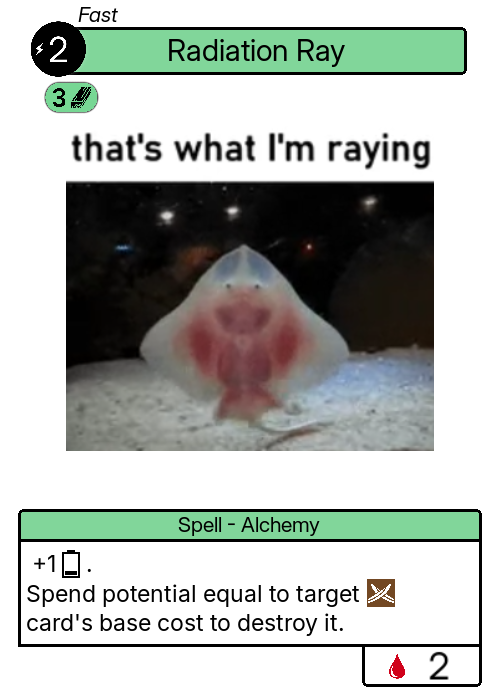 Fast
2
Radiation Ray
3
that's what I'm raying
Spell - Alchemy
+1 .
Spend potential equal to target
card's base cost to destroy it.
2